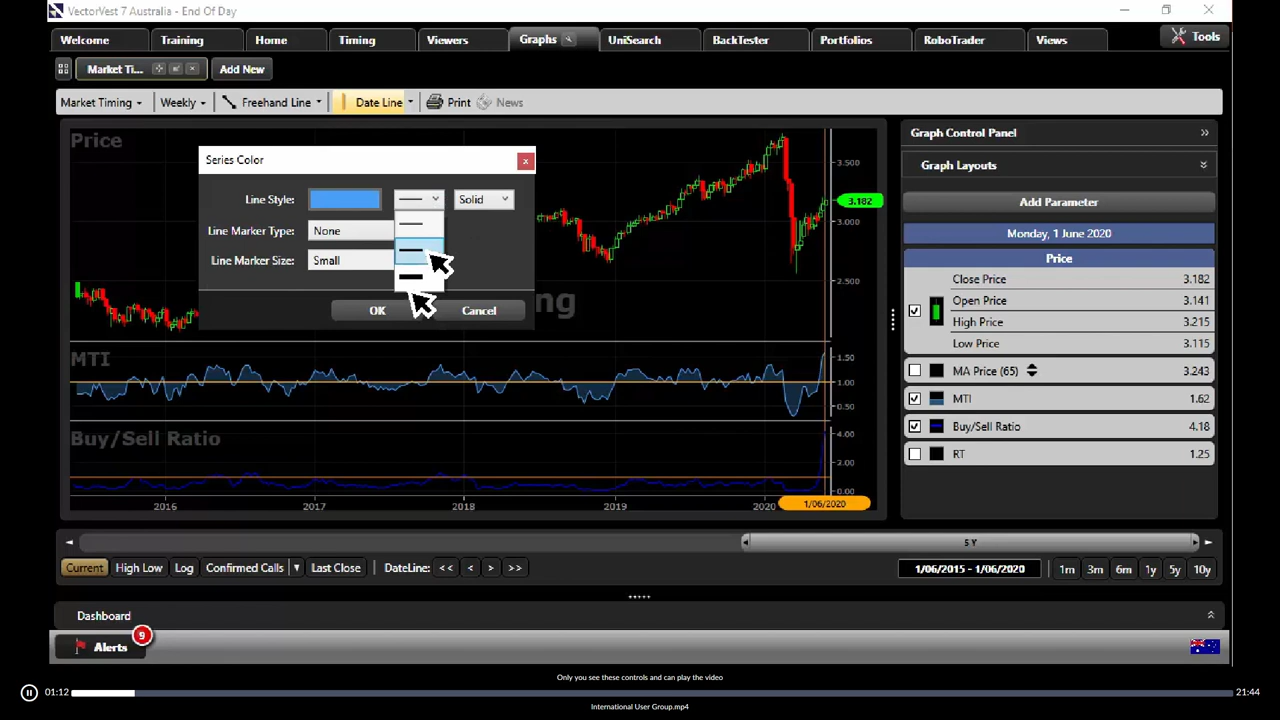 VectorVest 7 Australia - End Of Day
Welcome Training Home Timing Viewers Graphs UniSearch BackTester Portfolios RoboTrader Views Tools
Market Ti... Add New
Market Timing Weekly Freehand Line Date Line Print News
Price
Series Color
Line Style: Solid
Line Marker Type: None
Line Marker Size: Small
OK Cancel
ng
3.500
3.182
3.000
2.500
MTI
1.50
1.00
0.50
Buy/Sell Ratio
4.00
2.00
0.00
2016 2017 2018 2019 2020 1/06/2020
Graph Control Panel
Graph Layouts
Add Parameter
Monday, 1 June 2020
Price
Close Price 3.182
Open Price 3.141
High Price 3.215
Low Price 3.115
MA Price (65) 3.243
MTI 1.62
Buy/Sell Ratio 4.18
RT 1.25
5 Y
Current High Low Log Confirmed Calls Last Close DateLine: << < > >> 1/06/2015 - 1/06/2020 1m 3m 6m 1y 5y 10y
Dashboard
Alerts 9
Only you see these controls and can play the video
01:12 21:44
International User Group.mp4